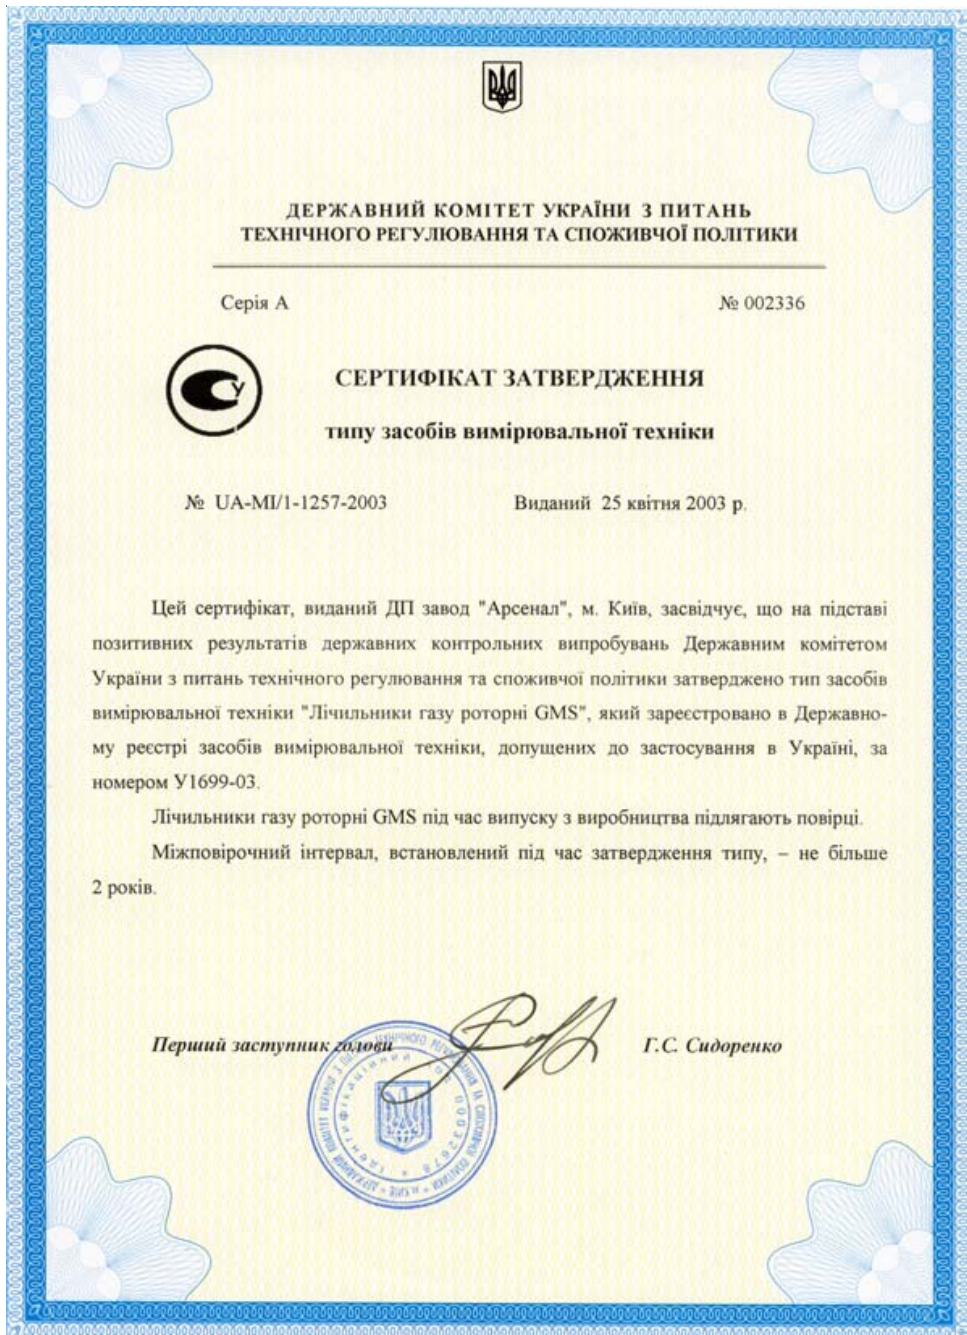 ДЕРЖАВНИЙ КОМІТЕТ УКРАЇНИ З ПИТАНЬ
ТЕХНІЧНОГО РЕГУЛЮВАННЯ ТА СПОЖИВЧОЇ ПОЛІТИКИ
Серія А № 002336
У
СЕРТИФІКАТ ЗАТВЕРДЖЕННЯ
типу засобів вимірювальної техніки
№ UA-MI/1-1257-2003 Виданий 25 квітня 2003 р.
Цей сертифікат, виданий ДП завод "Арсенал", м. Київ, засвідчує, що на підставі
позитивних результатів державних контрольних випробувань Державним комітетом
України з питань технічного регулювання та споживчої політики затверджено тип засобів
вимірювальної техніки "Лічильники газу роторні GMS", який зареєстровано в Державно-
му реєстрі засобів вимірювальної техніки, допущених до застосування в Україні, за
номером У1699-03.
Лічильники газу роторні GMS під час випуску з виробництва підлягають повірці.
Міжповірочний інтервал, встановлений під час затвердження типу, – не більше
2 років.
Перший заступник голови Г.С. Сидоренко